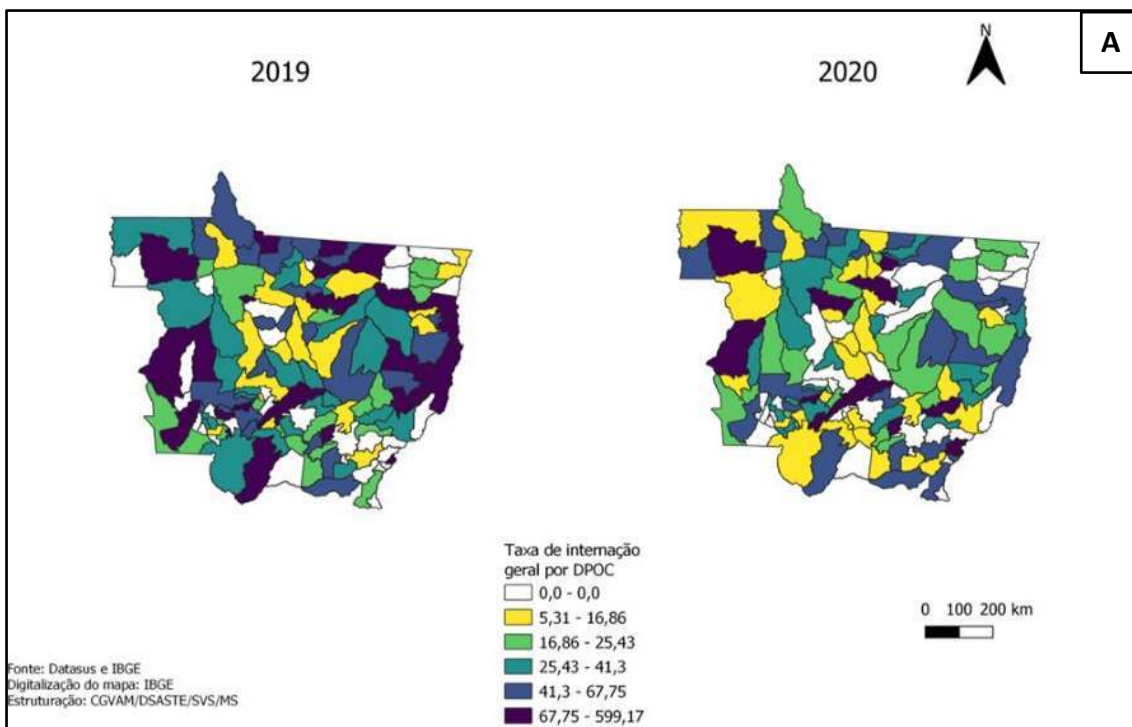 A
N
2019
2020
Taxa de internação
geral por DPOC
0,0 - 0,0
5,31 - 16,86
16,86 - 25,43
25,43 - 41,3
41,3 - 67,75
67,75 - 599,17
0 100 200 km
Fonte: Datasus e IBGE
Digitalização do mapa: IBGE
Estruturação: CGVAM/DSASTE/SVS/MS